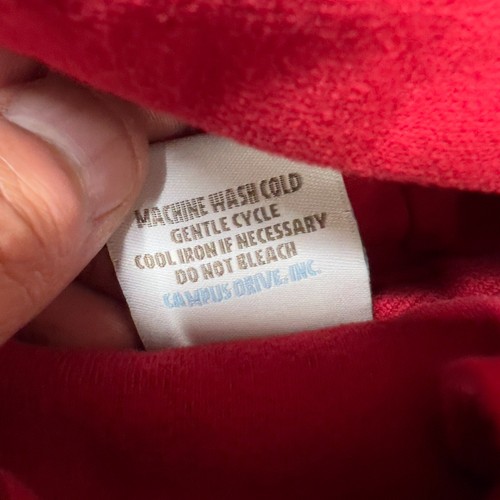 MACHINE WASH COLD
GENTLE CYCLE
COOL IRON IF NECESSARY
DO NOT BLEACH
CAMPUS DRIVE, INC.